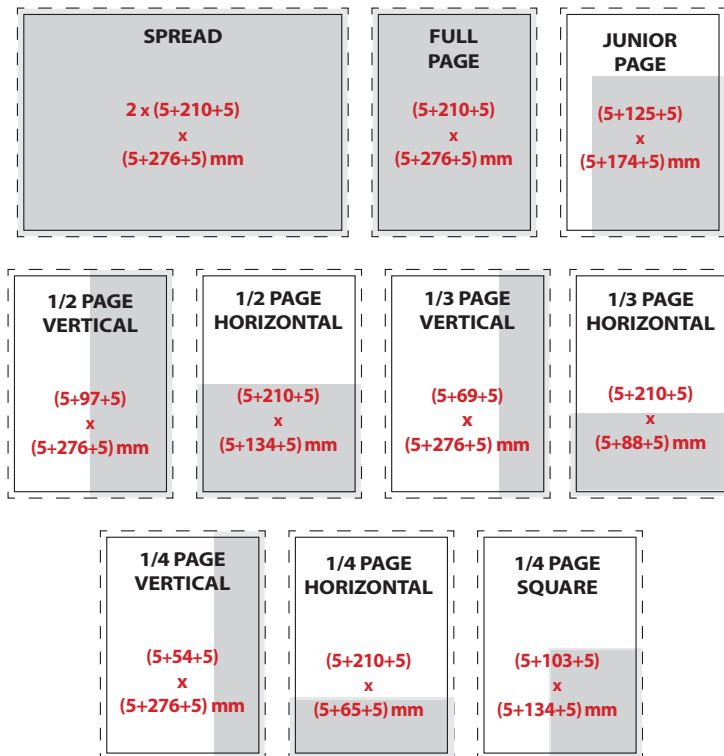 SPREAD
2 x (5+210+5)
x
(5+276+5) mm
FULL
PAGE
(5+210+5)
x
(5+276+5) mm
JUNIOR
PAGE
(5+125+5)
x
(5+174+5) mm
1/2 PAGE
VERTICAL
(5+97+5)
x
(5+276+5) mm
1/2 PAGE
HORIZONTAL
(5+210+5)
x
(5+134+5) mm
1/3 PAGE
VERTICAL
(5+69+5)
x
(5+276+5) mm
1/3 PAGE
HORIZONTAL
(5+210+5)
x
(5+88+5) mm
1/4 PAGE
VERTICAL
(5+54+5)
x
(5+276+5) mm
1/4 PAGE
HORIZONTAL
(5+210+5)
x
(5+65+5) mm
1/4 PAGE
SQUARE
(5+103+5)
x
(5+134+5) mm